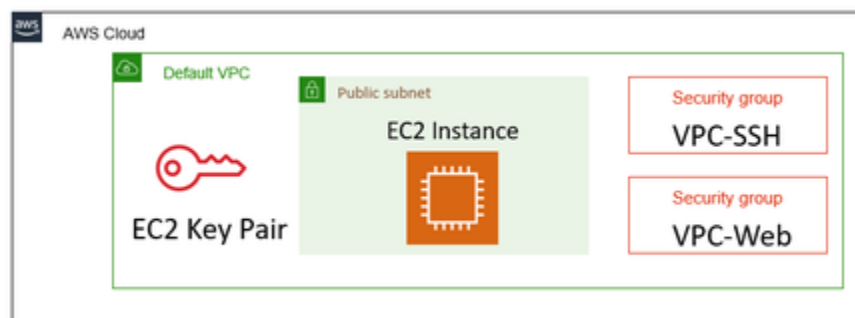 aws
AWS Cloud
Default VPC
Public subnet
EC2 Instance
EC2 Key Pair
Security group
VPC-SSH
Security group
VPC-Web